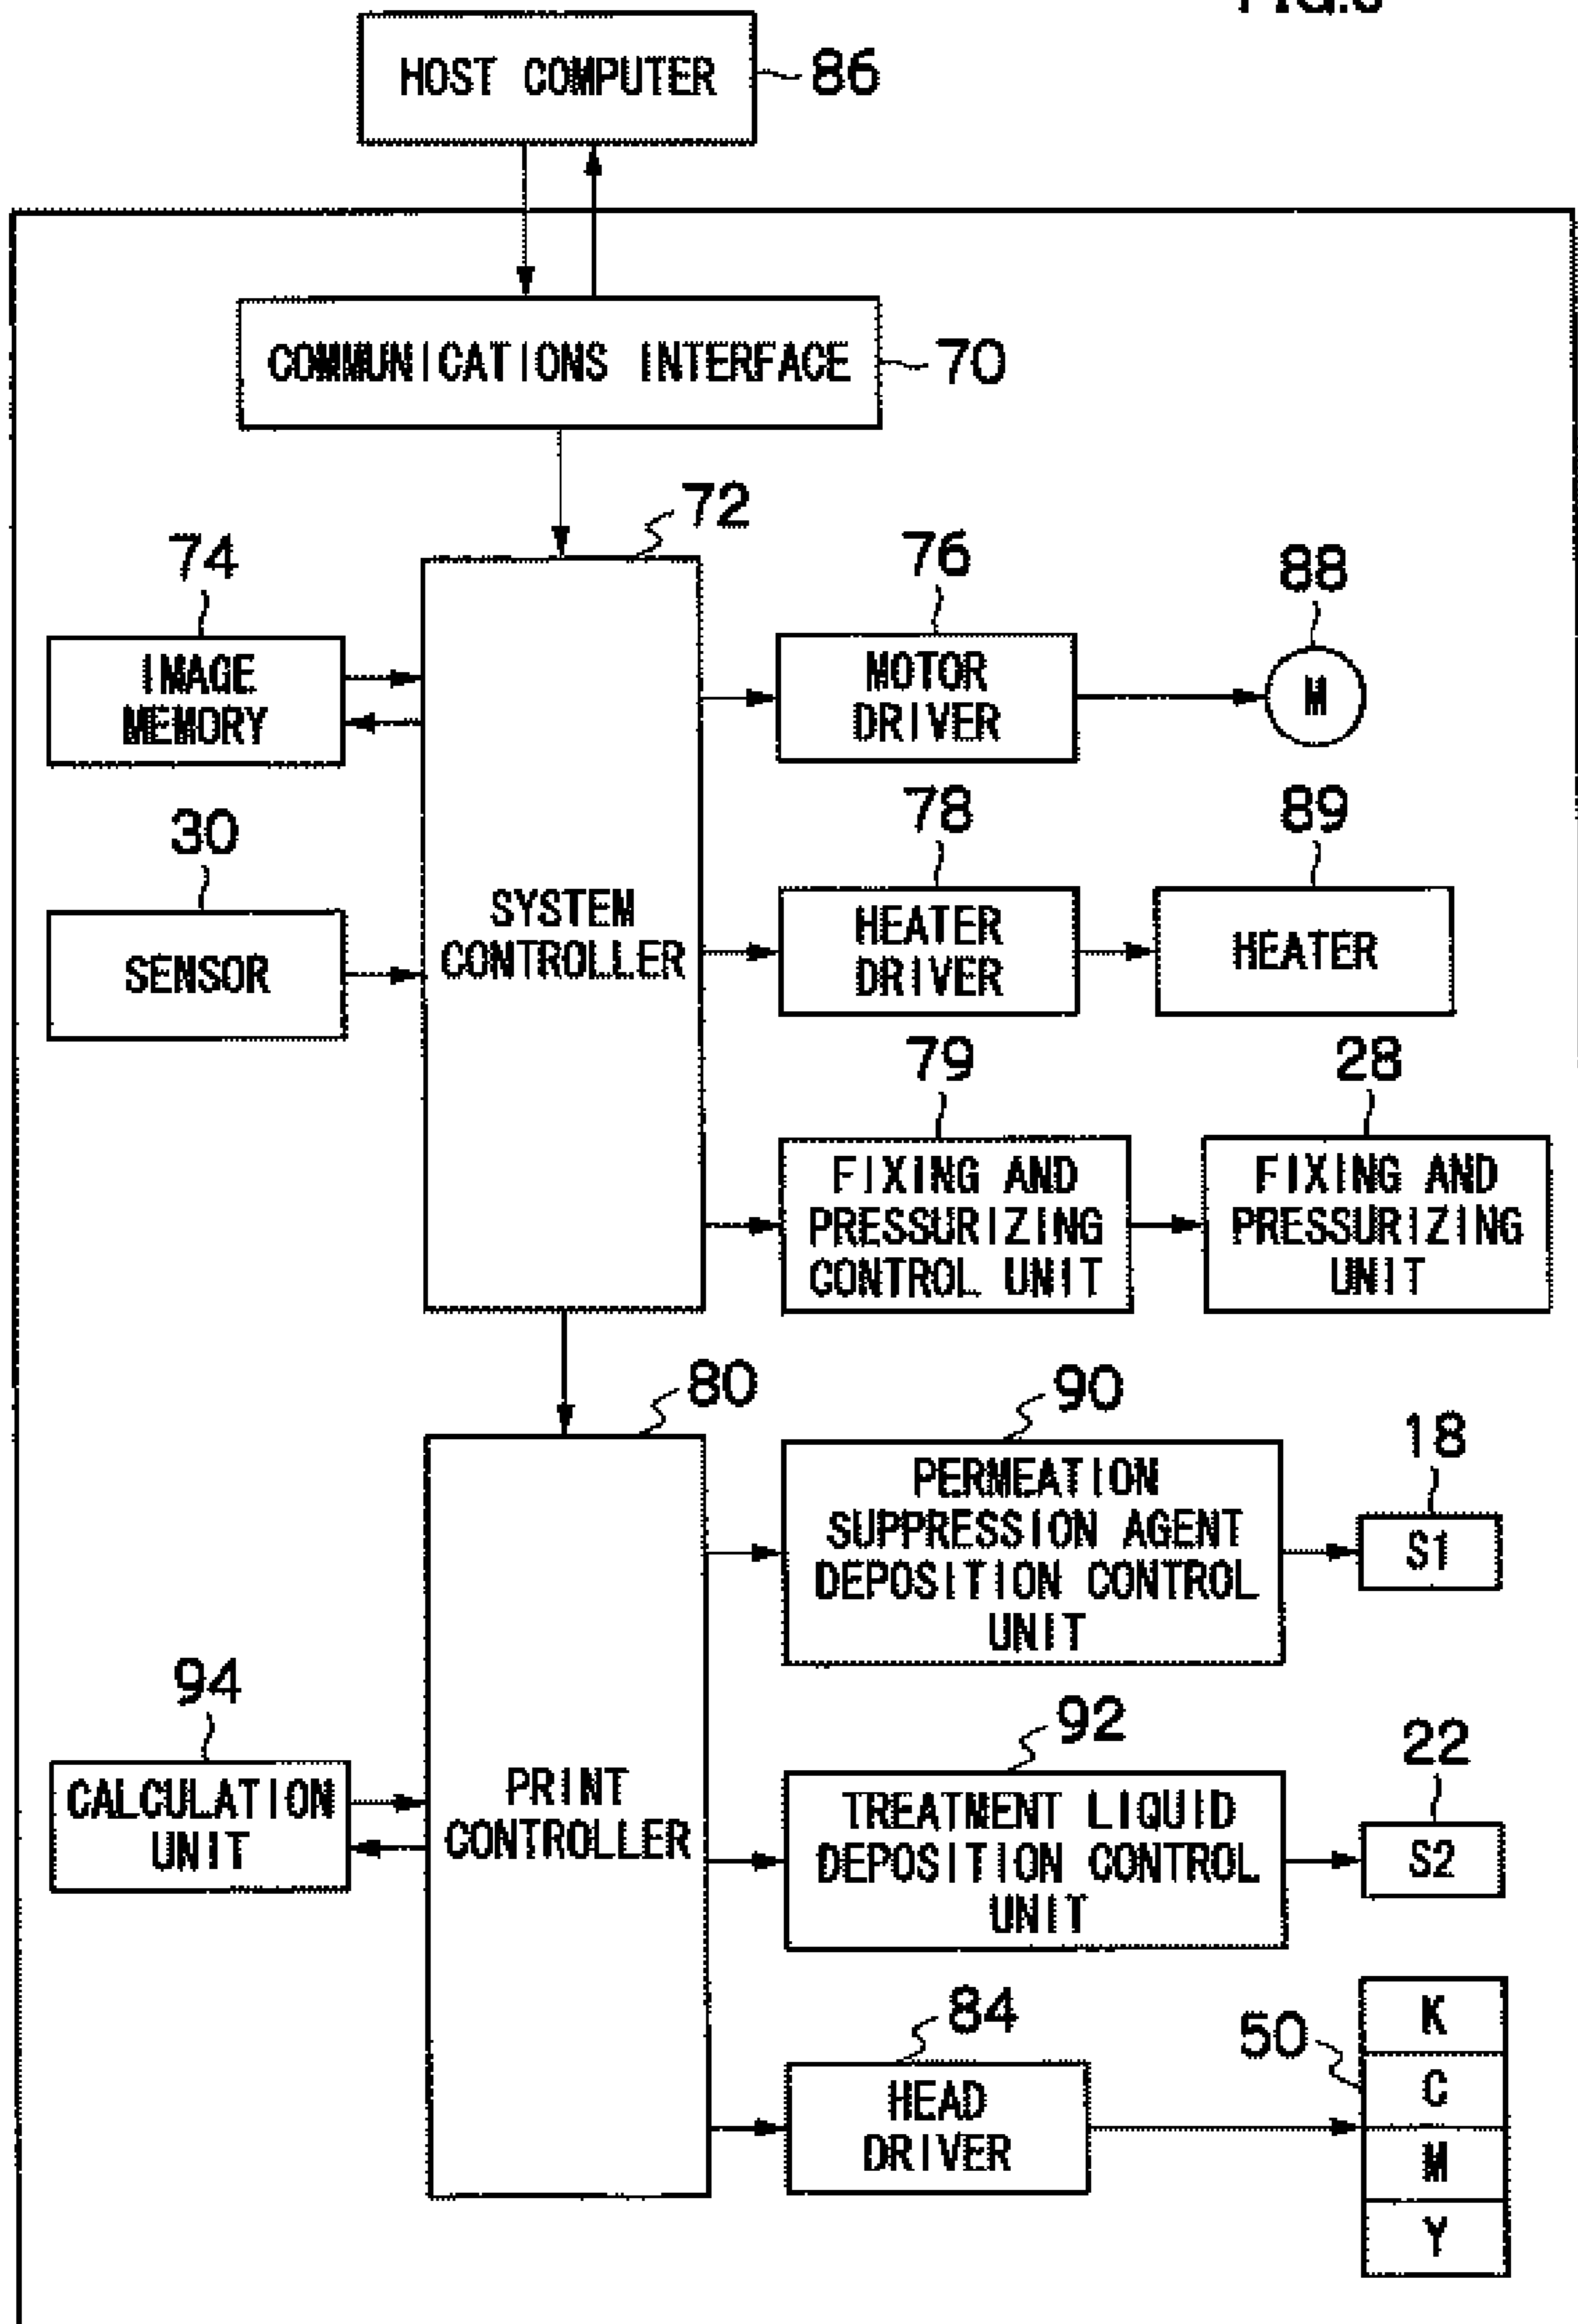 HOST COMPUTER
86
COMMUNICATIONS INTERFACE
70
72
74
IMAGE
MEMORY
76
MOTOR
DRIVER
88
M
30
SENSOR
SYSTEM
CONTROLLER
78
HEATER
DRIVER
89
HEATER
79
FIXING AND
PRESSURIZING
CONTROL UNIT
28
FIXING AND
PRESSURIZING
UNIT
80
90
PERMEATION
SUPPRESSION AGENT
DEPOSITION CONTROL
UNIT
18
S1
94
CALCULATION
UNIT
PRINT
CONTROLLER
92
TREATMENT LIQUID
DEPOSITION CONTROL
UNIT
22
S2
84
HEAD
DRIVER
50
K
C
M
Y